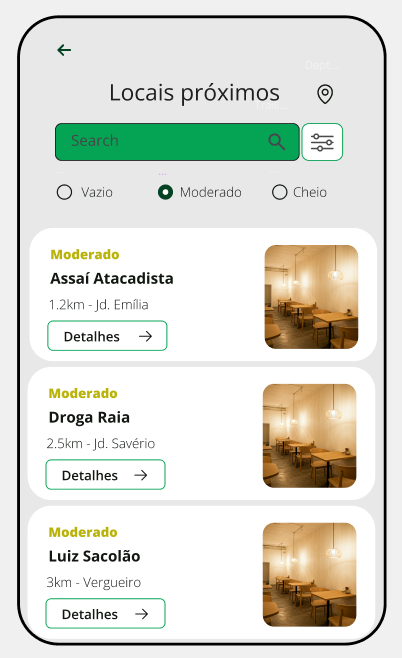 Locais próximos
Search
Vazio
Moderado
Cheio
Moderado
Assaí Atacadista
1.2km - Jd. Emília
Detalhes
Moderado
Droga Raia
2.5km - Jd. Savério
Detalhes
Moderado
Luiz Sacolão
3km - Vergueiro
Detalhes